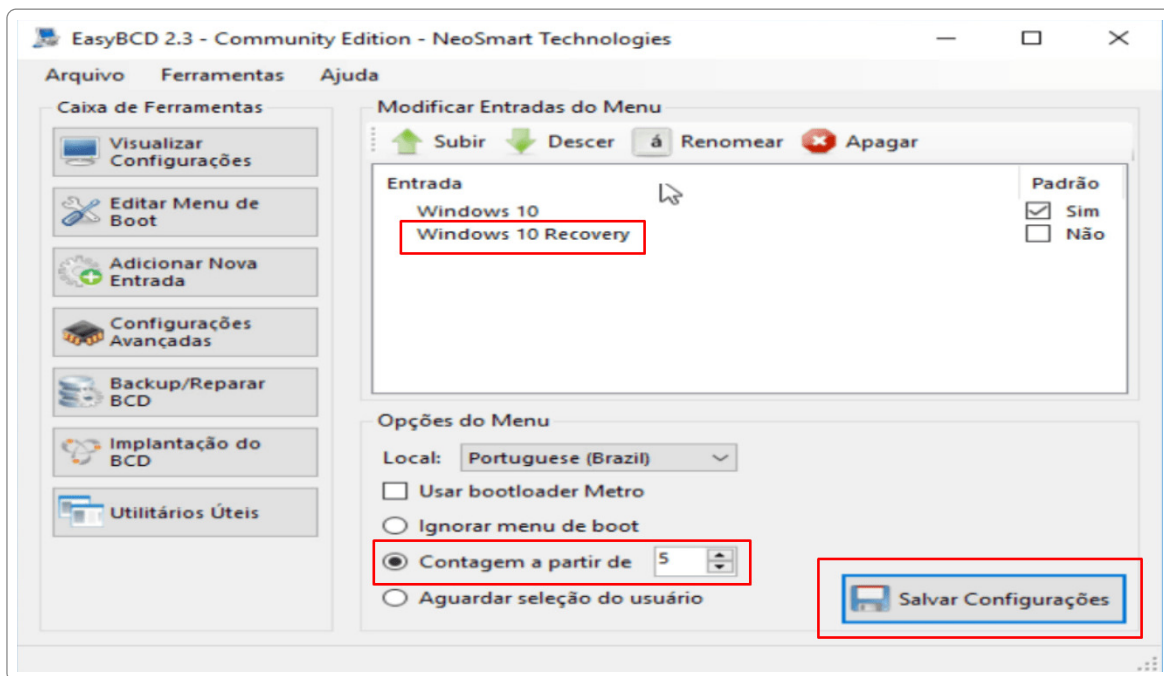 EasyBCD 2.3 - Community Edition - NeoSmart Technologies
Arquivo Ferramentas Ajuda
Caixa de Ferramentas
Visualizar
Configurações
Editar Menu de
Boot
Adicionar Nova
Entrada
Configurações
Avançadas
Backup/Reparar
BCD
Implantação do
BCD
Utilitários Úteis
Modificar Entradas do Menu
Subir Descer á Renomear Apagar
Entrada Padrão
Windows 10 Sim
Windows 10 Recovery Não
Opções do Menu
Local: Portuguese (Brazil)
Usar bootloader Metro
Ignorar menu de boot
Contagem a partir de 5
Aguardar seleção do usuário
Salvar Configurações